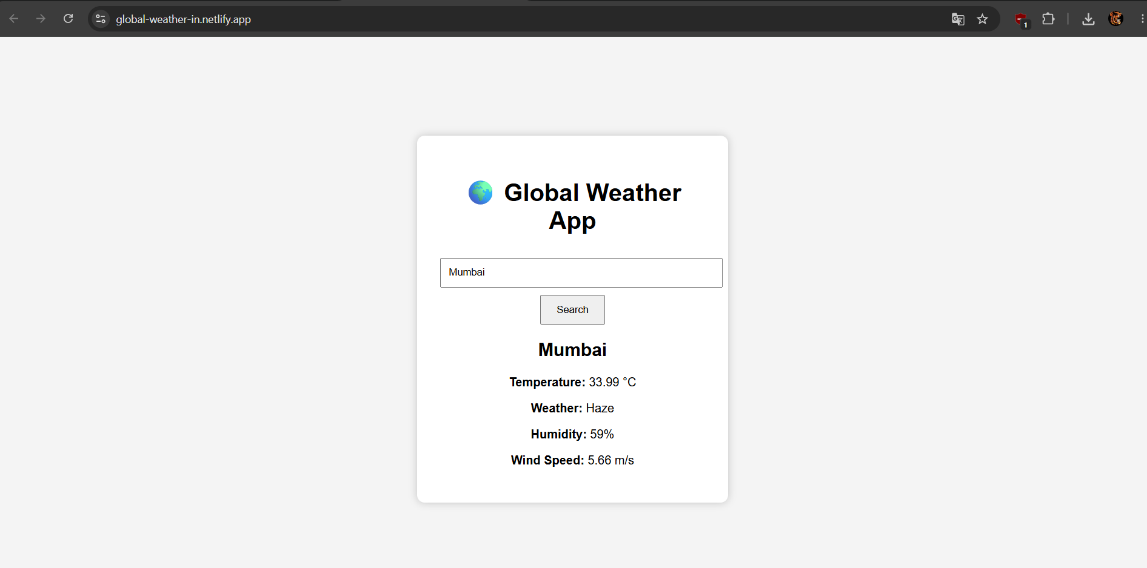 global-weather-in.netlify.app
1
Global Weather
App
Mumbai
Search
Mumbai
Temperature: 33.99 °C
Weather: Haze
Humidity: 59%
Wind Speed: 5.66 m/s